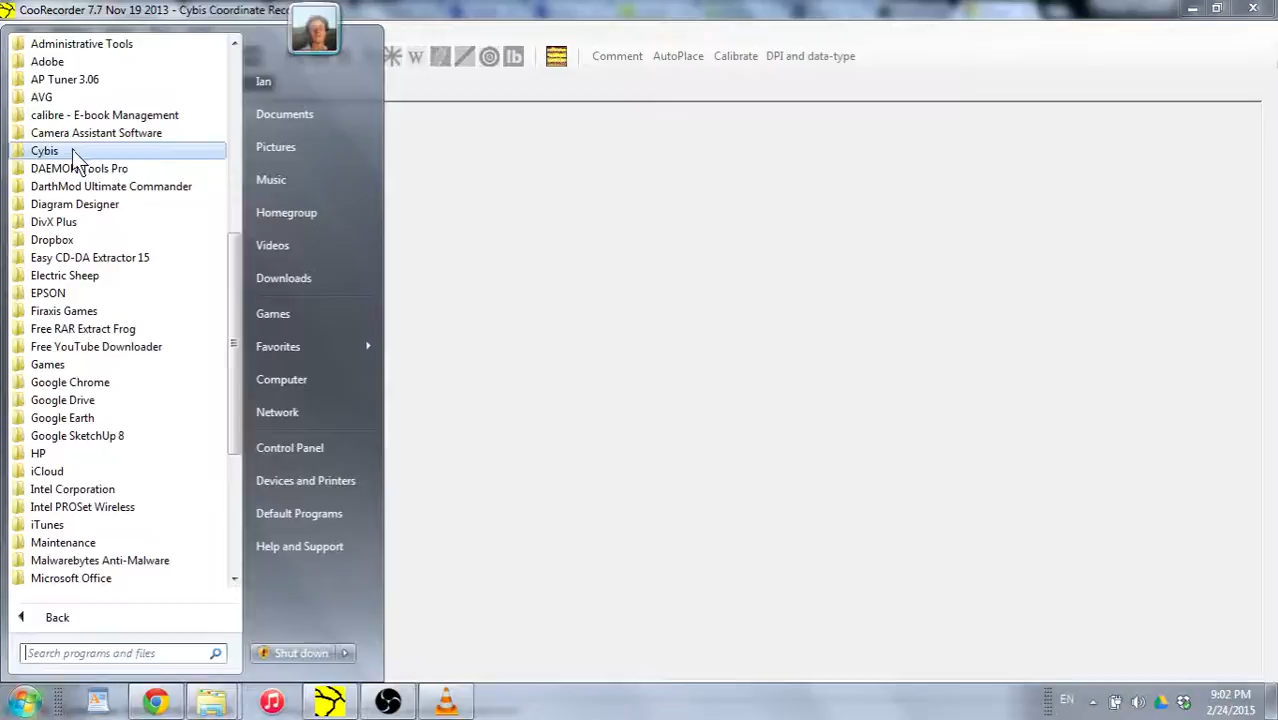 CooRecorder 7.7 Nov 19 2013 - Cybis Coordinate Rec
W
lb
Comment
AutoPlace
Calibrate
DPI and data-type
Administrative Tools
Adobe
AP Tuner 3.06
AVG
calibre - E-book Management
Camera Assistant Software
Cybis
DAEMON Tools Pro
DarthMod Ultimate Commander
Diagram Designer
DivX Plus
Dropbox
Easy CD-DA Extractor 15
Electric Sheep
EPSON
Firaxis Games
Free RAR Extract Frog
Free YouTube Downloader
Games
Google Chrome
Google Drive
Google Earth
Google SketchUp 8
HP
iCloud
Intel Corporation
Intel PROSet Wireless
iTunes
Maintenance
Malwarebytes Anti-Malware
Microsoft Office
Back
Search programs and files
Ian
Documents
Pictures
Music
Homegroup
Videos
Downloads
Games
Favorites
Computer
Network
Control Panel
Devices and Printers
Default Programs
Help and Support
Shut down
EN
9:02 PM
2/24/2015